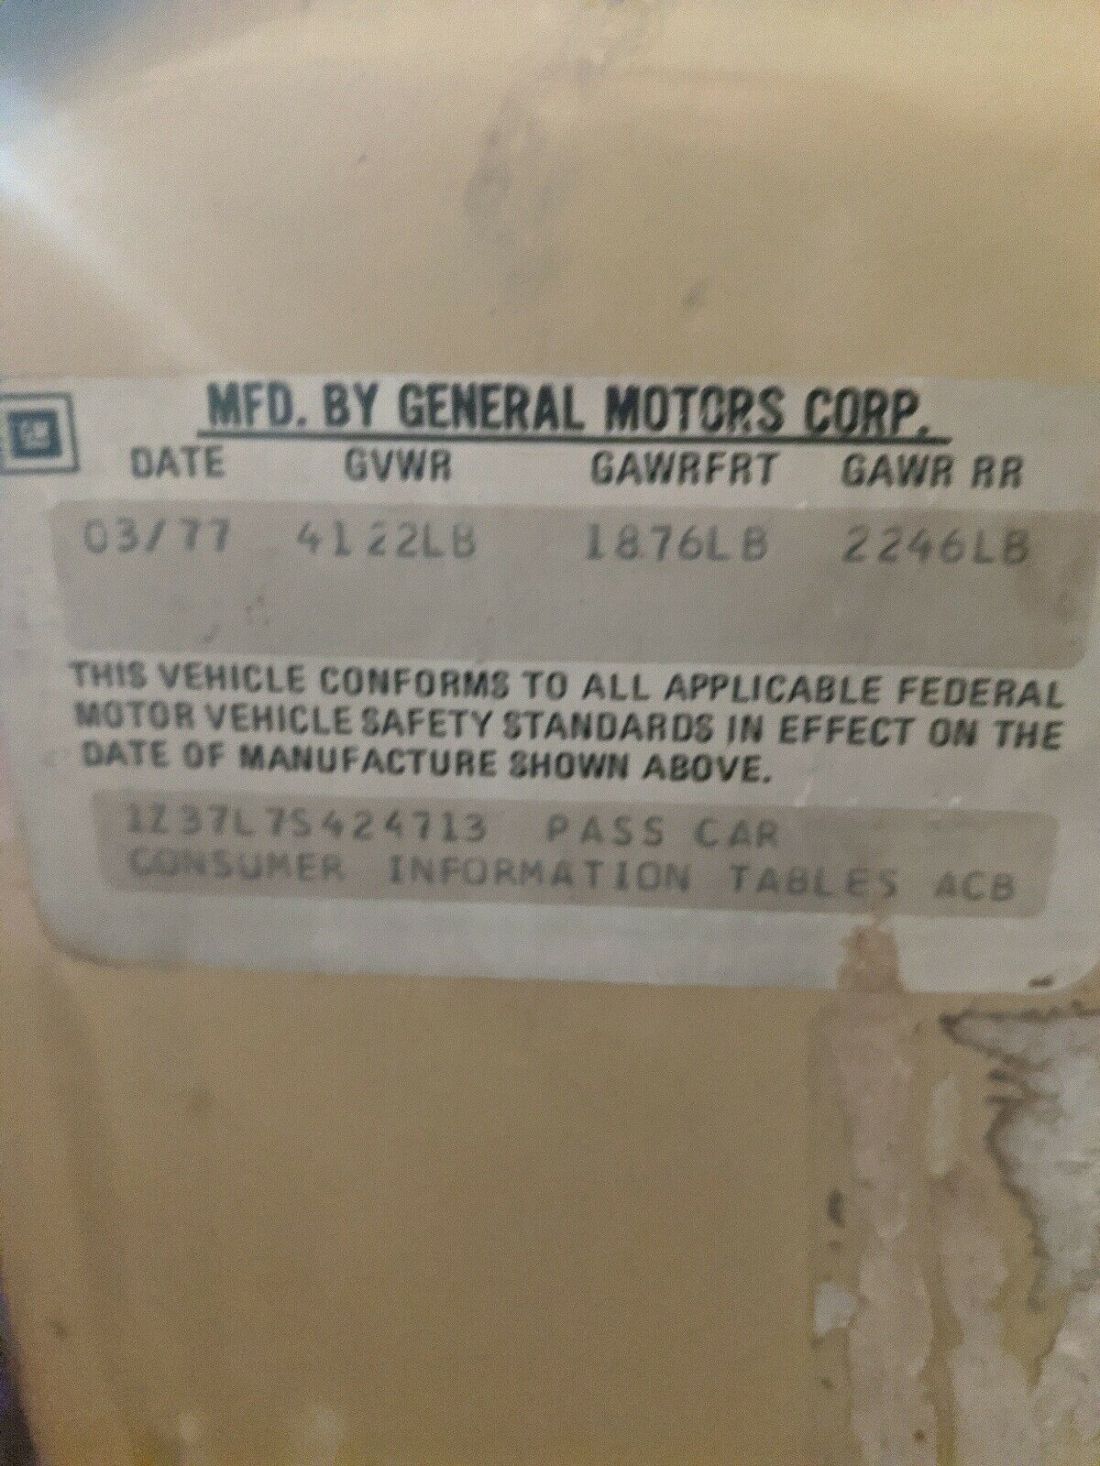 MFD. BY GENERAL MOTORS CORP.
GM
DATE GVWR GAWRFRT GAWR RR
03/77 4122LB 1876LB 2246LB
THIS VEHICLE CONFORMS TO ALL APPLICABLE FEDERAL
MOTOR VEHICLE SAFETY STANDARDS IN EFFECT ON THE
DATE OF MANUFACTURE SHOWN ABOVE.
1Z37L7S424713 PASS CAR
CONSUMER INFORMATION TABLES ACB